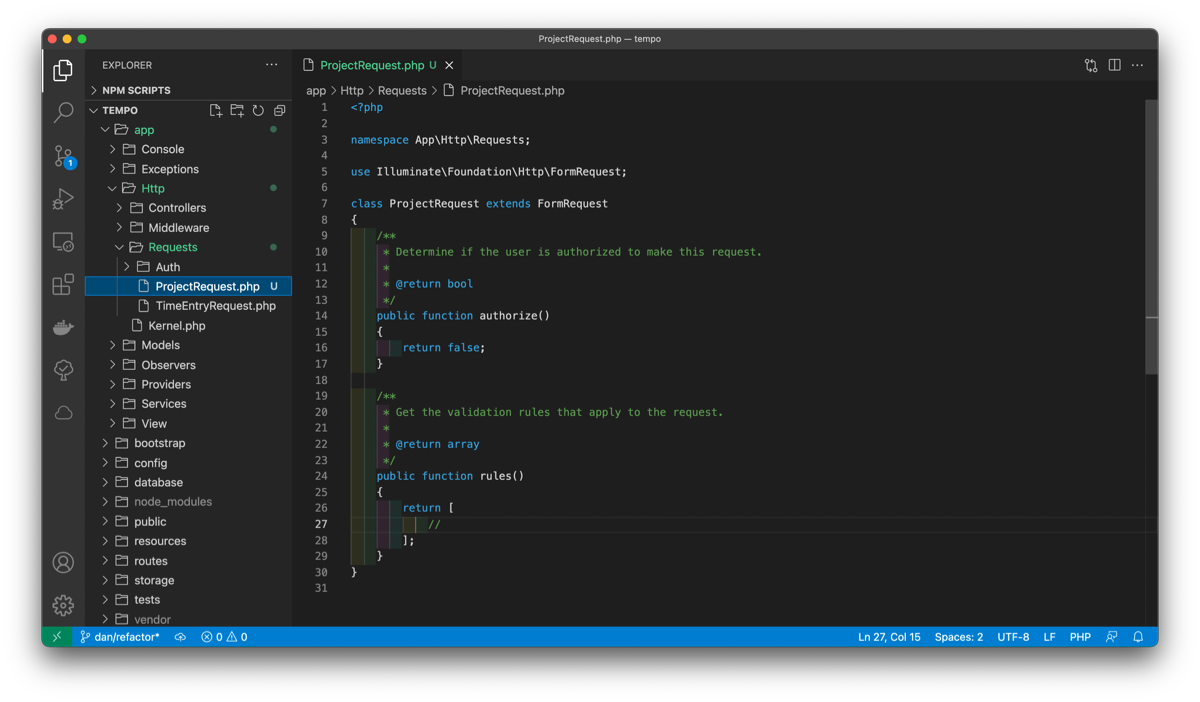 ProjectRequest.php — tempo
EXPLORER
NPM SCRIPTS
TEMPO
app
Console
Exceptions
Http
Controllers
Middleware
Requests
Auth
ProjectRequest.php U
TimeEntryRequest.php
Kernel.php
Models
Observers
Providers
Services
View
bootstrap
config
database
node_modules
public
resources
routes
storage
tests
vendor
ProjectRequest.php U
app > Http > Requests > ProjectRequest.php
1 <?php
2
3 namespace App\Http\Requests;
4
5 use Illuminate\Foundation\Http\FormRequest;
6
7 class ProjectRequest extends FormRequest
8 {
9 /**
10 * Determine if the user is authorized to make this request.
11 *
12 * @return bool
13 */
14 public function authorize()
15 {
16 return false;
17 }
18
19 /**
20 * Get the validation rules that apply to the request.
21 *
22 * @return array
23 */
24 public function rules()
25 {
26 return [
27 //
28 ];
29 }
30 }
31
1
dan/refactor* 0 0 Ln 27, Col 15 Spaces: 2 UTF-8 LF PHP